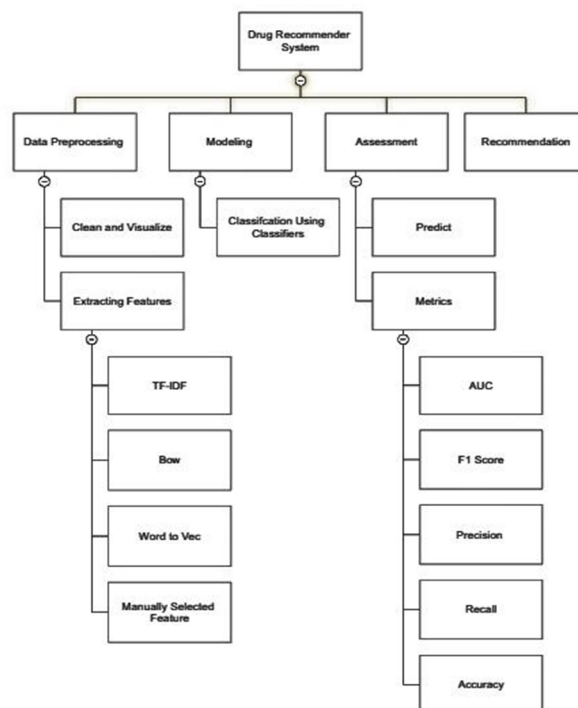 Drug Recommender
System
Data Preprocessing
Modeling
Assessment
Recommendation
Clean and Visualize
Classifcation Using
Classifiers
Predict
Extracting Features
Metrics
TF-IDF
AUC
Bow
F1 Score
Word to Vec
Precision
Manually Selected
Feature
Recall
Accuracy